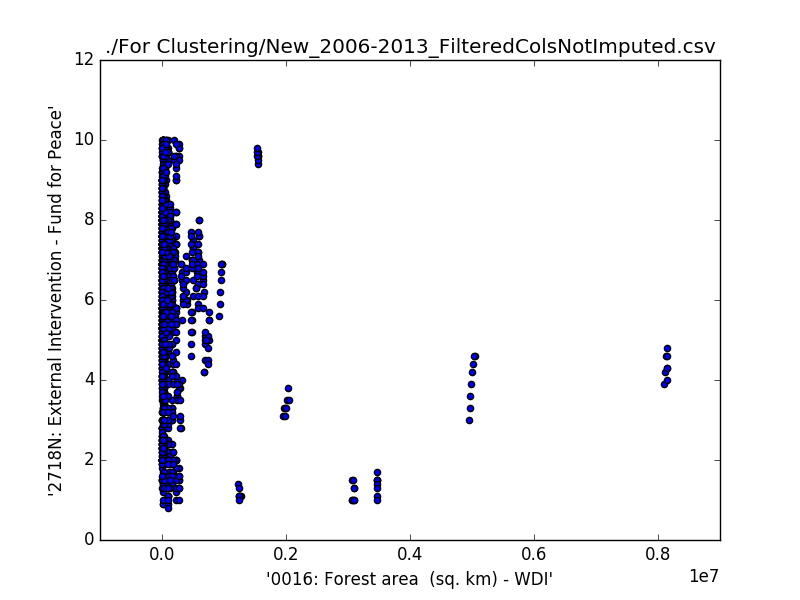 ./For Clustering/New_2006-2013_FilteredColsNotImputed.csv
'2718N: External Intervention - Fund for Peace'
12
10
8
6
4
2
0
0.0 0.2 0.4 0.6 0.8
1e7
'0016: Forest area  (sq. km) - WDI'